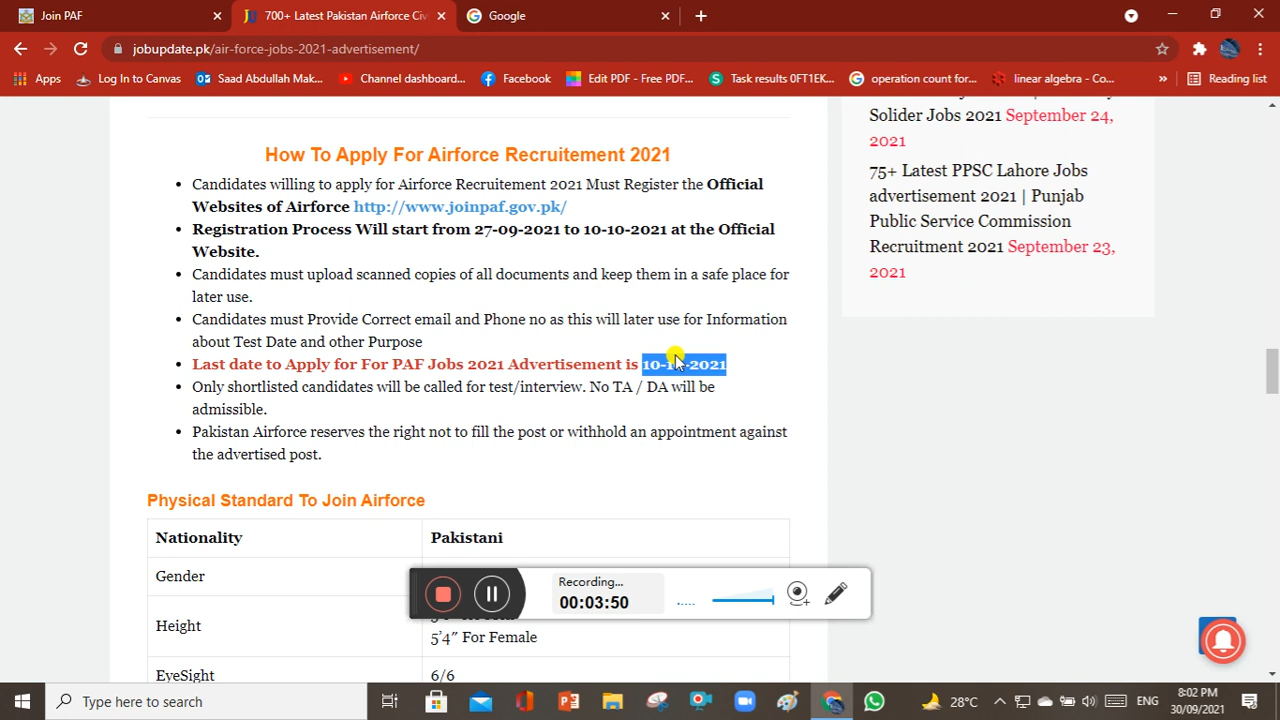 Join PAF
700+ Latest Pakistan Airforce Civ
Google
jobupdate.pk/air-force-jobs-2021-advertisement/
Apps
Log In to Canvas
Saad Abdullah Mak...
Channel dashboard...
Facebook
Edit PDF - Free PDF...
Task results 0FT1EK...
operation count for...
linear algebra - Co...
»
Reading list
Solider Jobs 2021 September 24,
2021
75+ Latest PPSC Lahore Jobs
advertisement 2021 | Punjab
Public Service Commission
Recruitment 2021 September 23,
2021
How To Apply For Airforce Recruitment 2021
• Candidates willing to apply for Airforce Recruitment 2021 Must Register the Official
Websites of Airforce http://www.joinpaf.gov.pk/
• Registration Process Will start from 27-09-2021 to 10-10-2021 at the Official
Website.
• Candidates must upload scanned copies of all documents and keep them in a safe place for
later use.
• Candidates must Provide Correct email and Phone no as this will later use for Information
about Test Date and other Purpose
• Last date to Apply for For PAF Jobs 2021 Advertisement is 10-10-2021
• Only shortlisted candidates will be called for test/interview. No TA / DA will be
admissible.
• Pakistan Airforce reserves the right not to fill the post or withhold an appointment against
the advertised post.
Physical Standard To Join Airforce
Nationality Pakistani
Gender
Height
5'4" For Female
EyeSight 6/6
Recording...
00:03:50
Type here to search
28°C
ENG
8:02 PM
30/09/2021